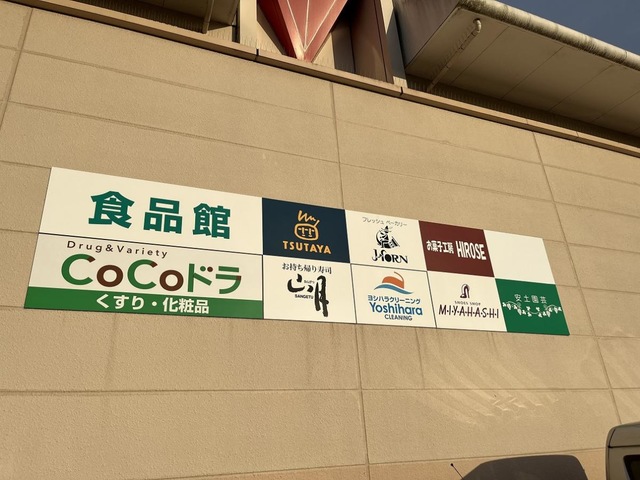 食品館
TSUTAYA
フレッシュ ベーカリー
HORN
お菓子工房 HIROSE
Drug&Variety
CoCoドラ
くすり・化粧品
お持ち帰り寿司
山月
SANGETU
ヨシハラクリーニング
Yoshihara
CLEANING
SHOES SHOP
MIYAHASHI
安土園芸